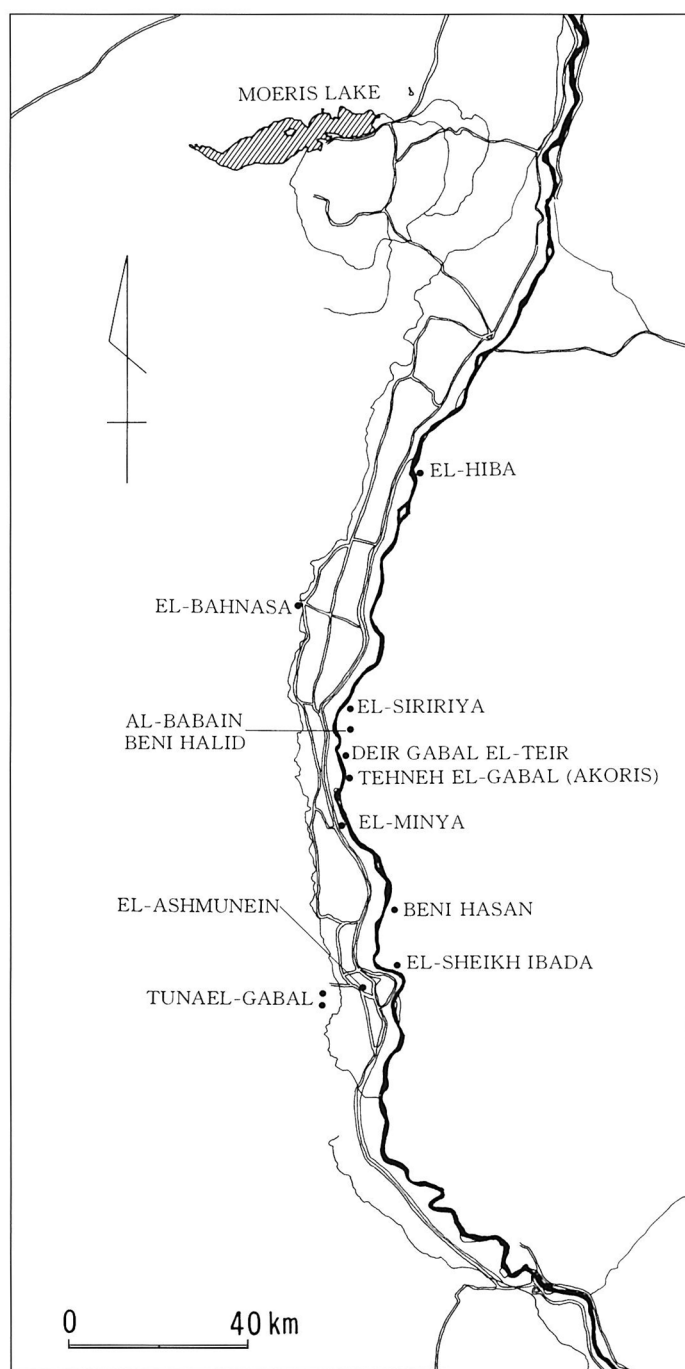 MOERIS LAKE
EL-HIBA
EL-BAHNASA
EL-SIRIRIYA
AL-BABAIN
BENI HALID
DEIR GABAL EL-TEIR
TEHNEH EL-GABAL (AKORIS)
EL-MINYA
EL-ASHMUNEIN
BENI HASAN
EL-SHEIKH IBADA
TUNAEL-GABAL
0 40 km